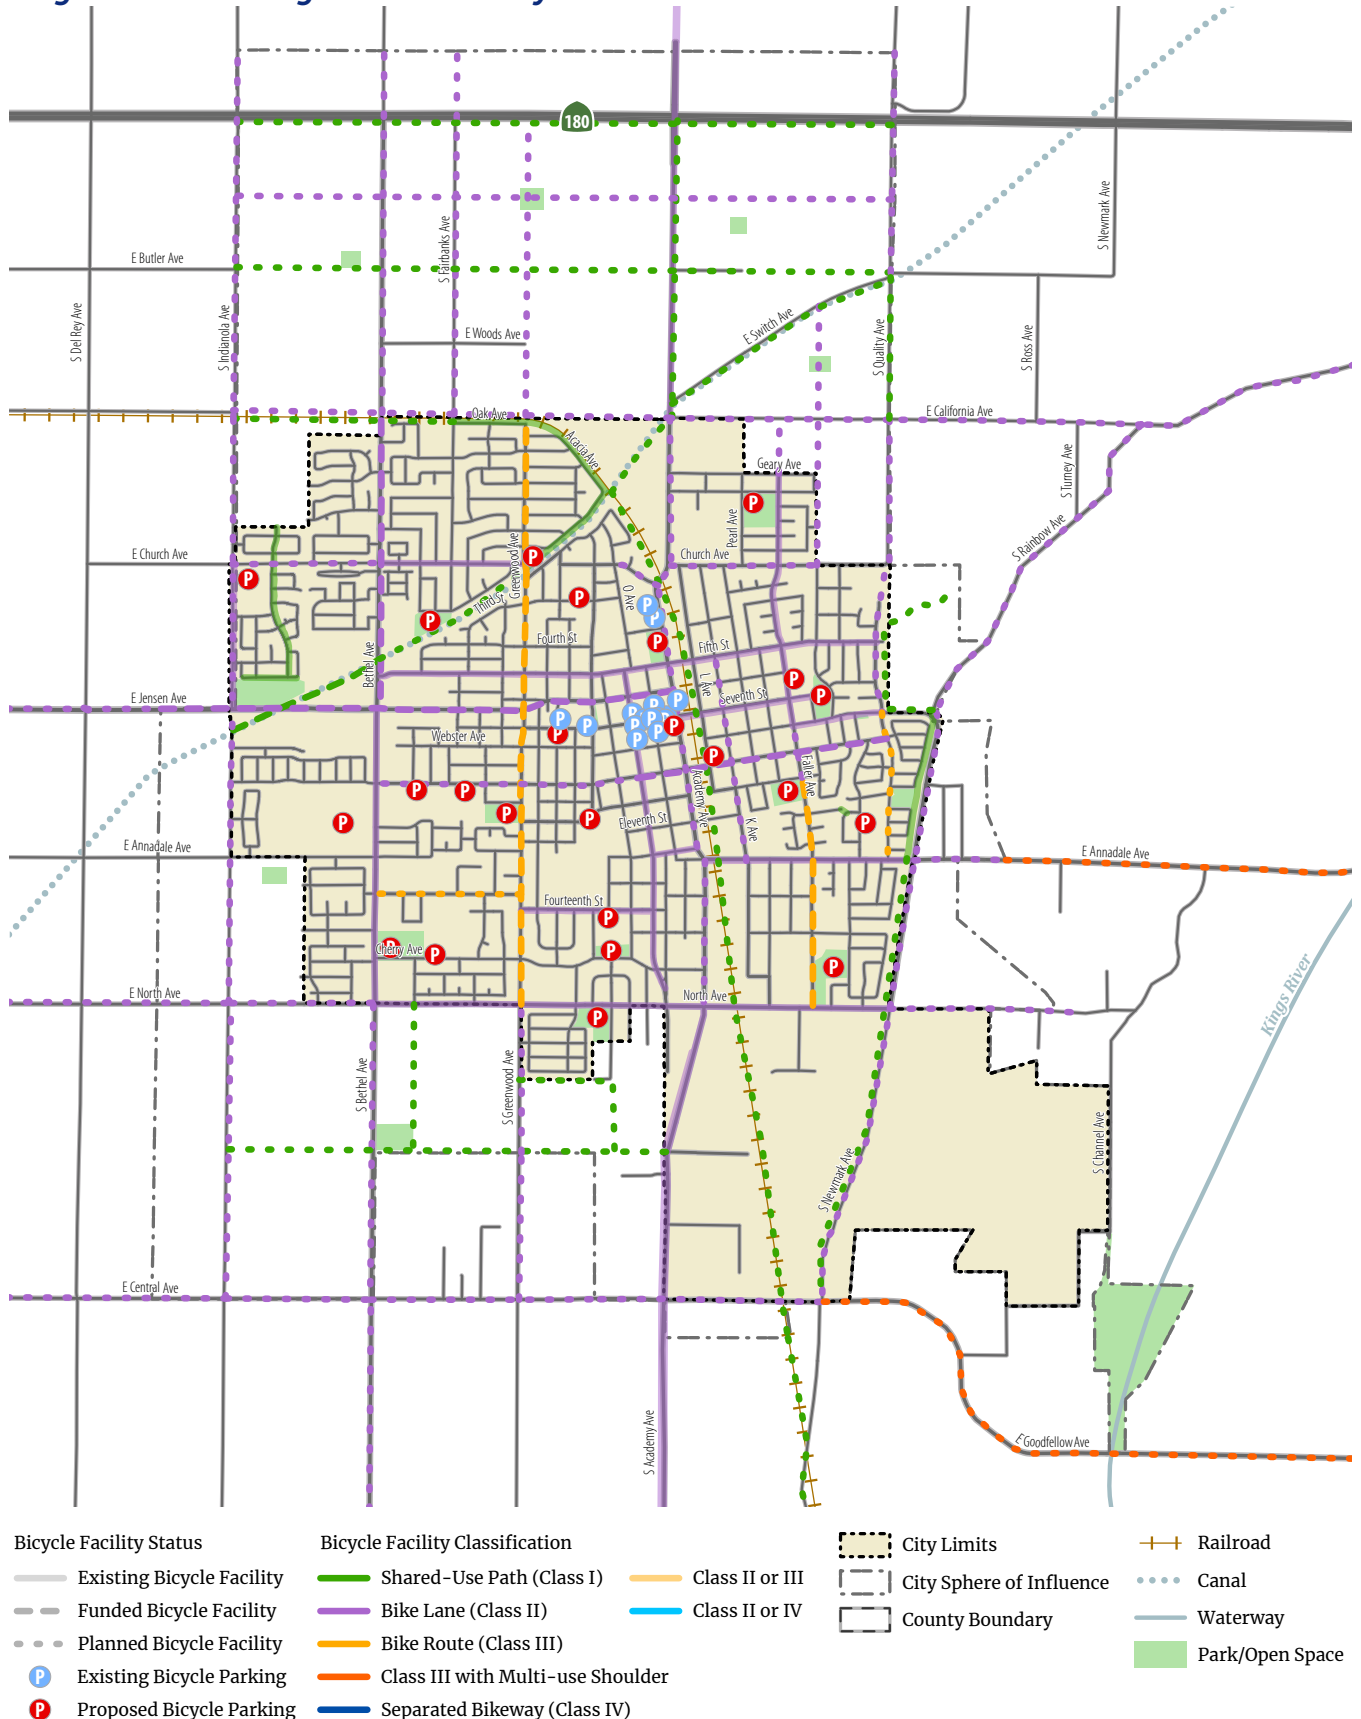 180
S Newmark Ave
S Fairbanks Ave
E Butler Ave
S Del Rey Ave
S Indianola Ave
E Woods Ave
E Switch Ave
S Quality Ave
S Ross Ave
Oak Ave
E California Ave
Acacia Ave
Geary Ave
S Turney Ave
Pearl Ave
S Rainbow Ave
E Church Ave
Greenwood Ave
Church Ave
O Ave
Third St
Fourth St
Fifth St
Bethel Ave
L Ave
Seventh St
E Jensen Ave
Webster Ave
Faller Ave
Academy Ave
K Ave
Eleventh St
E Annadale Ave
E Annadale Ave
Fourteenth St
Cherry Ave
E North Ave
North Ave
Kings River
S Bethel Ave
S Greenwood Ave
S Channel Ave
S Newmark Ave
E Central Ave
S Academy Ave
E Goodfellow Ave
Bicycle Facility Status
Existing Bicycle Facility
Funded Bicycle Facility
Planned Bicycle Facility
P Existing Bicycle Parking
P Proposed Bicycle Parking
Bicycle Facility Classification
Shared-Use Path (Class I)
Bike Lane (Class II)
Bike Route (Class III)
Class III with Multi-use Shoulder
Separated Bikeway (Class IV)
Class II or III
Class II or IV
City Limits
City Sphere of Influence
County Boundary
Railroad
Canal
Waterway
Park/Open Space